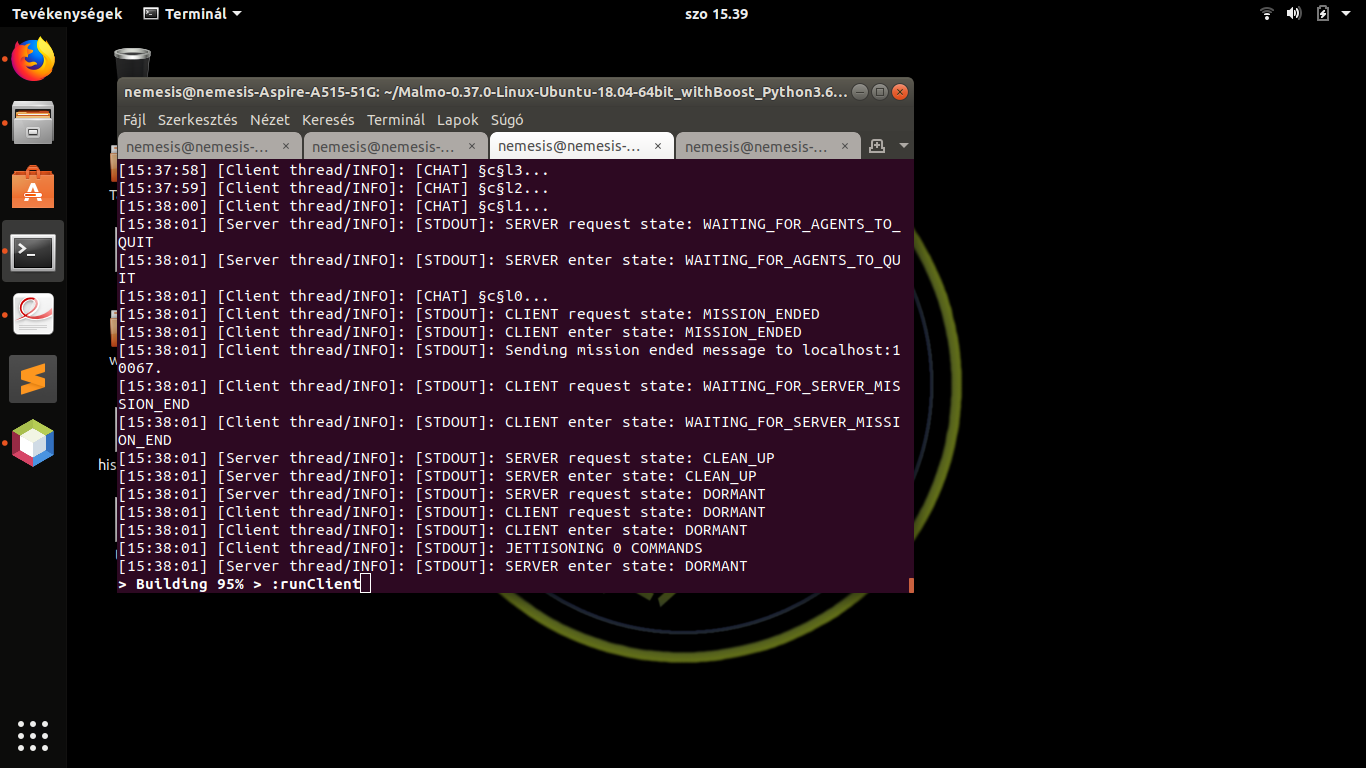 Tevékenységek Terminál szo 15.39
nemesis@nemesis-Aspire-A515-51G: ~/Malmo-0.37.0-Linux-Ubuntu-18.04-64bit_withBoost_Python3.6...
Fájl Szerkesztés Nézet Keresés Terminál Lapok Súgó
nemesis@nemesis-... nemesis@nemesis-... nemesis@nemesis-... nemesis@nemesis-...
[15:37:58] [Client thread/INFO]: [CHAT] §c§l3...
[15:37:59] [Client thread/INFO]: [CHAT] §c§l2...
[15:38:00] [Client thread/INFO]: [CHAT] §c§l1...
[15:38:01] [Server thread/INFO]: [STDOUT]: SERVER request state: WAITING_FOR_AGENTS_TO_
QUIT
[15:38:01] [Server thread/INFO]: [STDOUT]: SERVER enter state: WAITING_FOR_AGENTS_TO_QU
IT
[15:38:01] [Client thread/INFO]: [CHAT] §c§l0...
[15:38:01] [Client thread/INFO]: [STDOUT]: CLIENT request state: MISSION_ENDED
[15:38:01] [Client thread/INFO]: [STDOUT]: CLIENT enter state: MISSION_ENDED
[15:38:01] [Client thread/INFO]: [STDOUT]: Sending mission ended message to localhost:1
0067.
[15:38:01] [Client thread/INFO]: [STDOUT]: CLIENT request state: WAITING_FOR_SERVER_MIS
SION_END
[15:38:01] [Client thread/INFO]: [STDOUT]: CLIENT enter state: WAITING_FOR_SERVER_MISSI
ON_END
[15:38:01] [Server thread/INFO]: [STDOUT]: SERVER request state: CLEAN_UP
[15:38:01] [Server thread/INFO]: [STDOUT]: SERVER enter state: CLEAN_UP
[15:38:01] [Server thread/INFO]: [STDOUT]: SERVER request state: DORMANT
[15:38:01] [Client thread/INFO]: [STDOUT]: CLIENT request state: DORMANT
[15:38:01] [Client thread/INFO]: [STDOUT]: CLIENT enter state: DORMANT
[15:38:01] [Client thread/INFO]: [STDOUT]: JETTISONING 0 COMMANDS
[15:38:01] [Server thread/INFO]: [STDOUT]: SERVER enter state: DORMANT
> Building 95% > :runClient